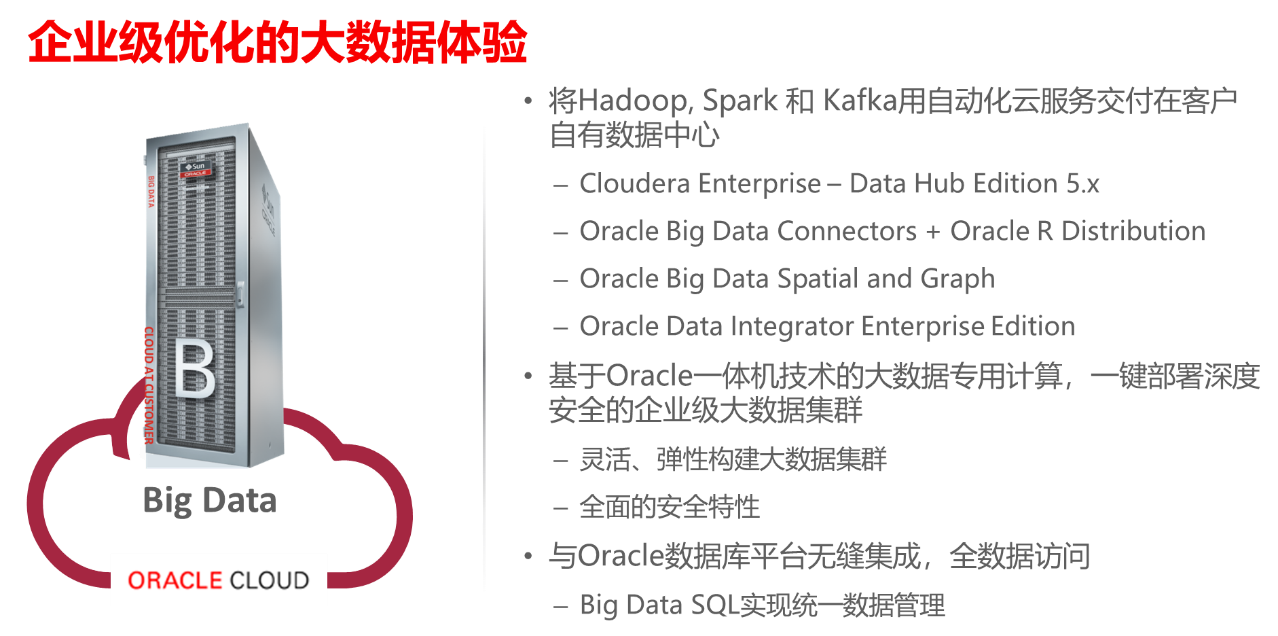 企业级优化的大数据体验
• 将Hadoop, Spark 和 Kafka用自动化云服务交付在客户
自有数据中心
– Cloudera Enterprise – Data Hub Edition 5.x
– Oracle Big Data Connectors + Oracle R Distribution
– Oracle Big Data Spatial and Graph
– Oracle Data Integrator Enterprise Edition
• 基于Oracle一体机技术的大数据专用计算，一键部署深度
安全的企业级大数据集群
– 灵活、弹性构建大数据集群
– 全面的安全特性
• 与Oracle数据库平台无缝集成，全数据访问
– Big Data SQL实现统一数据管理
Sun
ORACLE
BIG DATA
Sun
ORACLE
CLOUD AT CUSTOMER
B
Big Data
ORACLE CLOUD